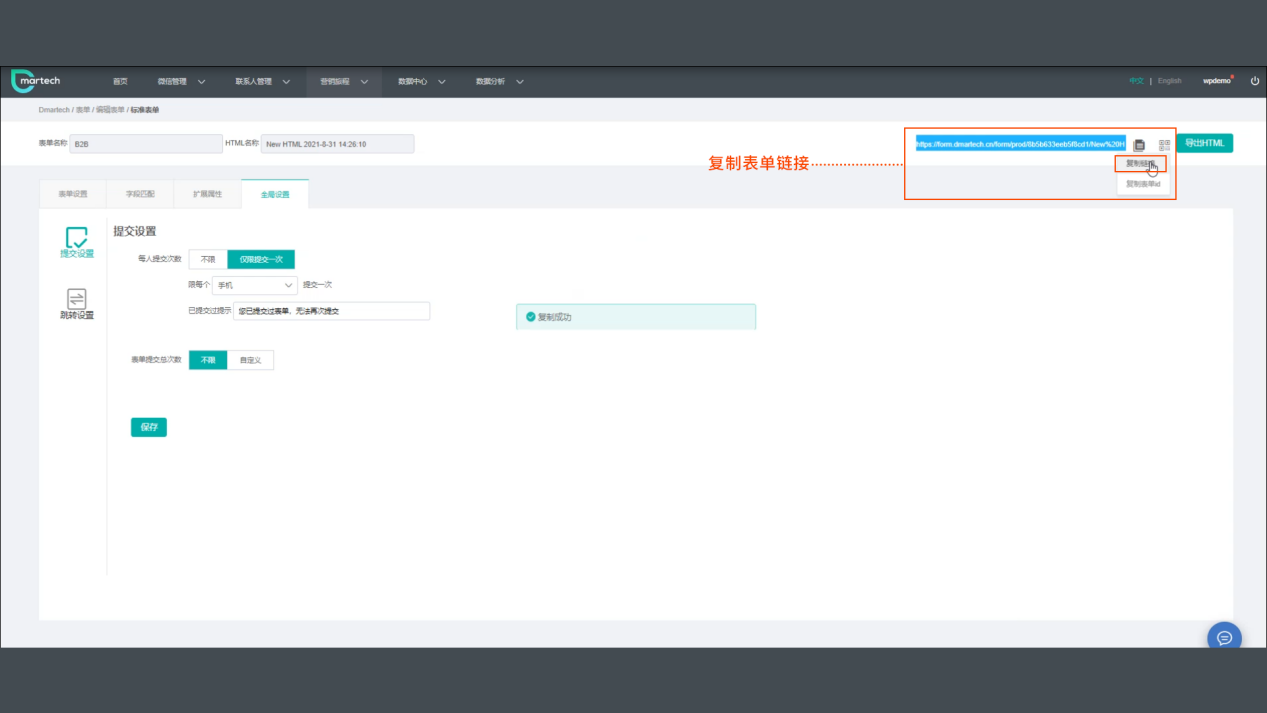 martech 首页 微信管理 联系人管理 营销旅程 数据中心 数据分析 中文 | English wpdemo
Dmartech / 表单 / 编辑表单 / 标准表单
表单名称 B2B HTML名称 New HTML 2021-8-31 14:26:10 https://form.dmartech.cn/form/prod/6b5b633eeb5f8cd1/New%20H 导出HTML
复制表单链接
复制链接
复制表单id
表单设置 字段匹配 扩展属性 全局设置
提交设置
跳转设置
提交设置
每人提交次数 不限 仅限提交一次
限每个 手机 提交一次
已提交过提示 您已提交过表单，无法再次提交
复制成功
表单提交总次数 不限 自定义
保存